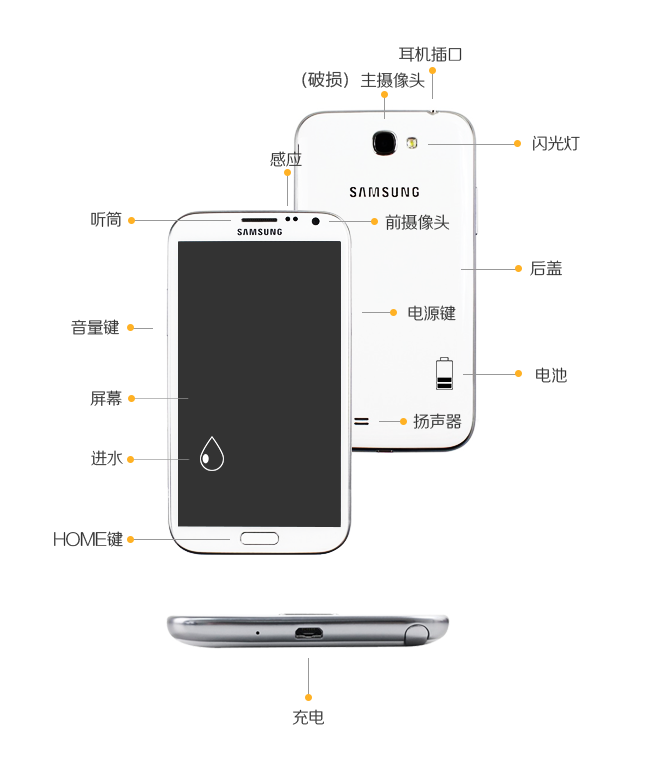 耳机插口
（破损）主摄像头
闪光灯
感应
SAMSUNG
听筒
前摄像头
SAMSUNG
后盖
电源键
音量键
电池
屏幕
扬声器
进水
HOME键
充电